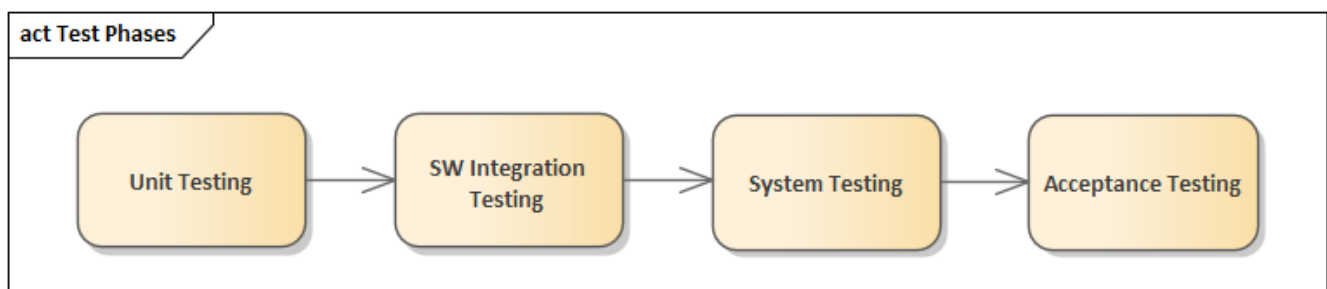 act Test Phases
Unit Testing
SW Integration
Testing
System Testing
Acceptance Testing